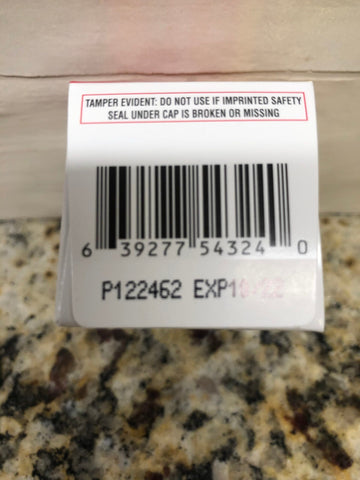 TAMPER EVIDENT: DO NOT USE IF IMPRINTED SAFETY
SEAL UNDER CAP IS BROKEN OR MISSING
6 39277 54324 0
P122462 EXP